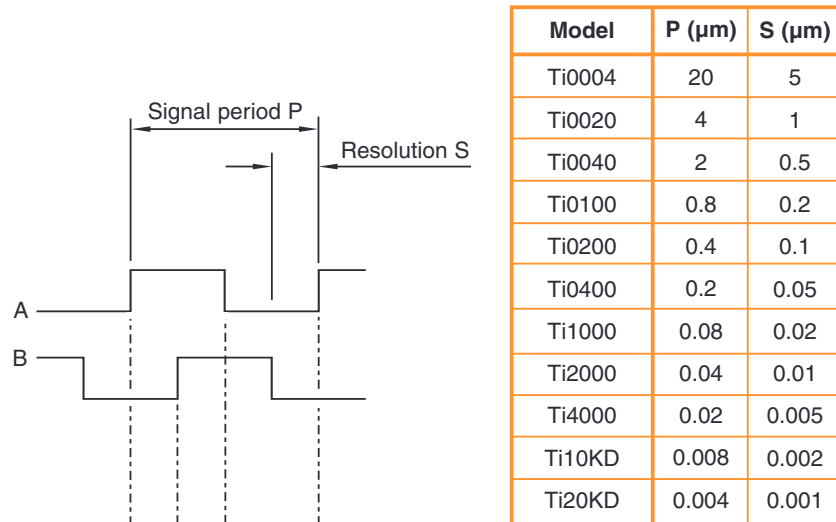 Signal period P
Resolution S
A
B
Model P (µm) S (µm)
Ti0004 20 5
Ti0020 4 1
Ti0040 2 0.5
Ti0100 0.8 0.2
Ti0200 0.4 0.1
Ti0400 0.2 0.05
Ti1000 0.08 0.02
Ti2000 0.04 0.01
Ti4000 0.02 0.005
Ti10KD 0.008 0.002
Ti20KD 0.004 0.001